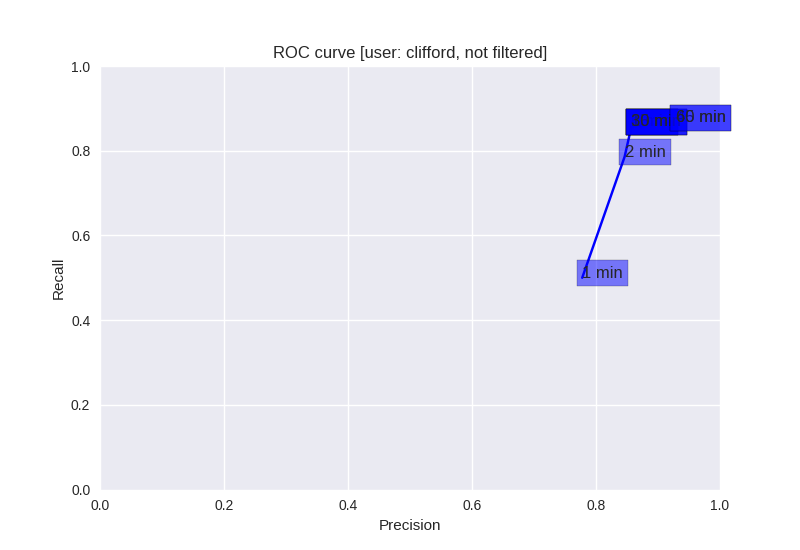 ROC curve [user: clifford, not filtered]
1.0
0.8
0.6
0.4
0.2
0.0
0.0 0.2 0.4 0.6 0.8 1.0
Precision
Recall
min
2 min
1 min